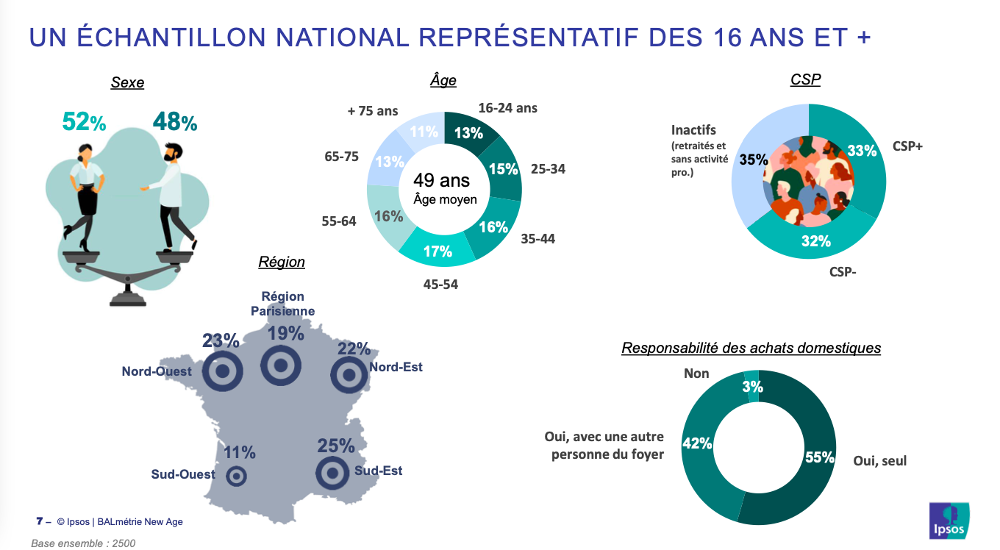 UN ÉCHANTILLON NATIONAL REPRÉSENTATIF DES 16 ANS ET +
Sexe
52%
48%
Âge
+ 75 ans
16-24 ans
11%
13%
65-75
13%
15%
25-34
49 ans
Âge moyen
55-64
16%
16%
35-44
17%
45-54
CSP
Inactifs
(retraités et
sans activité
pro.)
35%
33%
CSP+
32%
CSP-
Région
Région
Parisienne
19%
23%
22%
Nord-Ouest
Nord-Est
11%
25%
Sud-Ouest
Sud-Est
Responsabilité des achats domestiques
Non
3%
Oui, avec une autre
personne du foyer
42%
55%
Oui, seul
7 – © Ipsos | BALmétrie New Age
Ipsos
Base ensemble : 2500